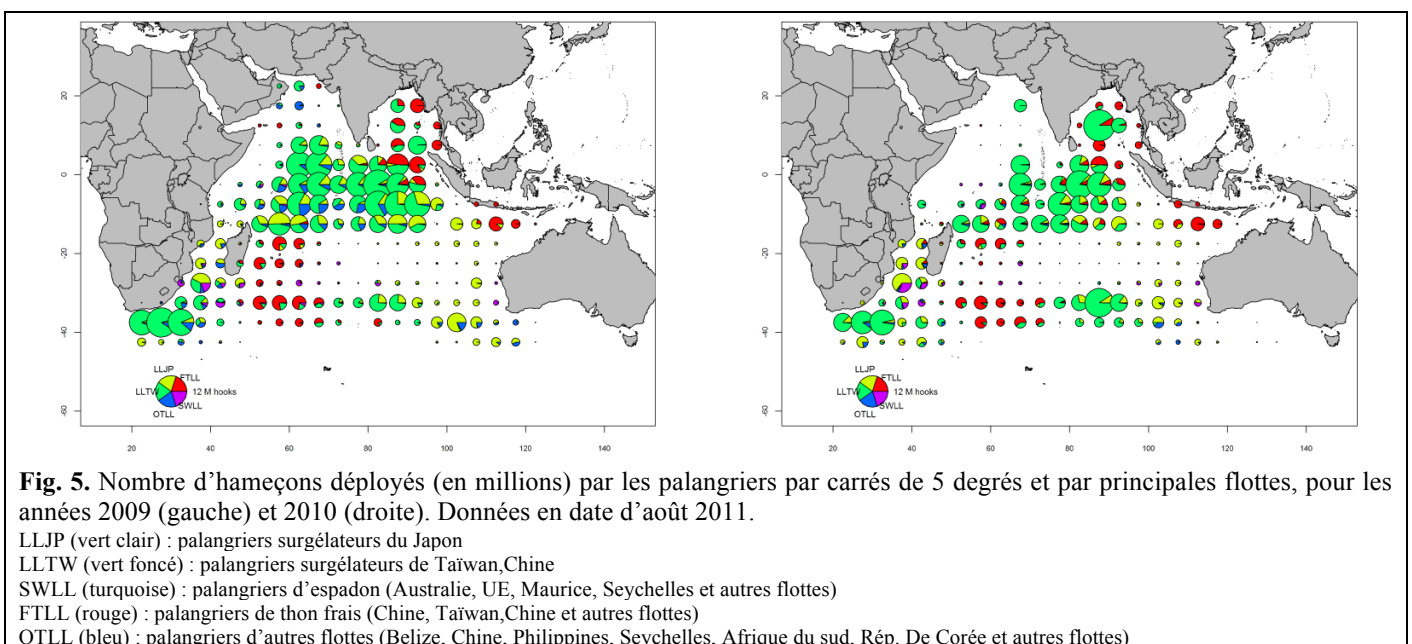 20
0
-20
-40
-60
LLJP
FTLL
LLTW
12 M hooks
SWLL
OTLL
20 40 60 80 100 120 140
20
0
-20
-40
-60
LLJP
FTLL
LLTW
12 M hooks
SWLL
OTLL
20 40 60 80 100 120 140
Fig. 5. Nombre d’hameçons déployés (en millions) par les palangriers par carrés de 5 degrés et par principales flottes, pour les
années 2009 (gauche) et 2010 (droite). Données en date d’août 2011.
LLJP (vert clair) : palangriers surgélateurs du Japon
LLTW (vert foncé) : palangriers surgélateurs de Taïwan,Chine
SWLL (turquoise) : palangriers d’espadon (Australie, UE, Maurice, Seychelles et autres flottes)
FTLL (rouge) : palangriers de thon frais (Chine, Taïwan,Chine et autres flottes)
OTLL (bleu) : palangriers d’autres flottes (Belize, Chine, Philippines, Seychelles, Afrique du sud, Rép. De Corée et autres flottes)